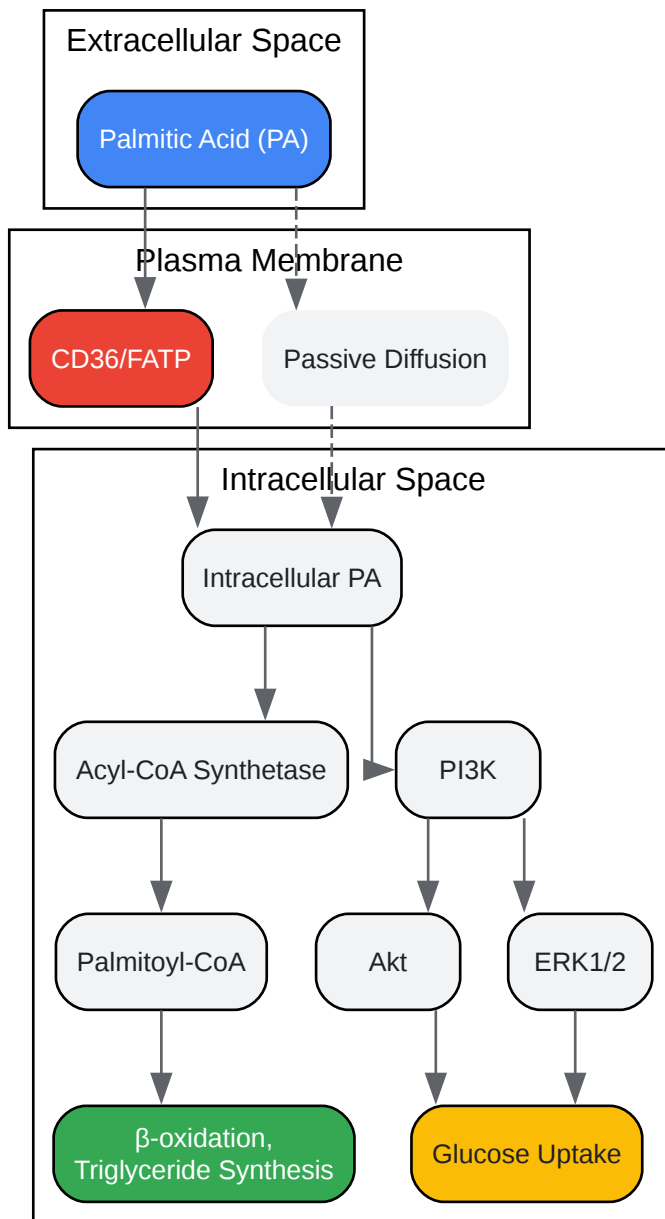 Extracellular Space
Palmitic Acid (PA)
Plasma Membrane
CD36/FATP
Passive Diffusion
Intracellular Space
Intracellular PA
Acyl-CoA Synthetase
PI3K
Palmitoyl-CoA
Akt
ERK1/2
β-oxidation,
Triglyceride Synthesis
Glucose Uptake